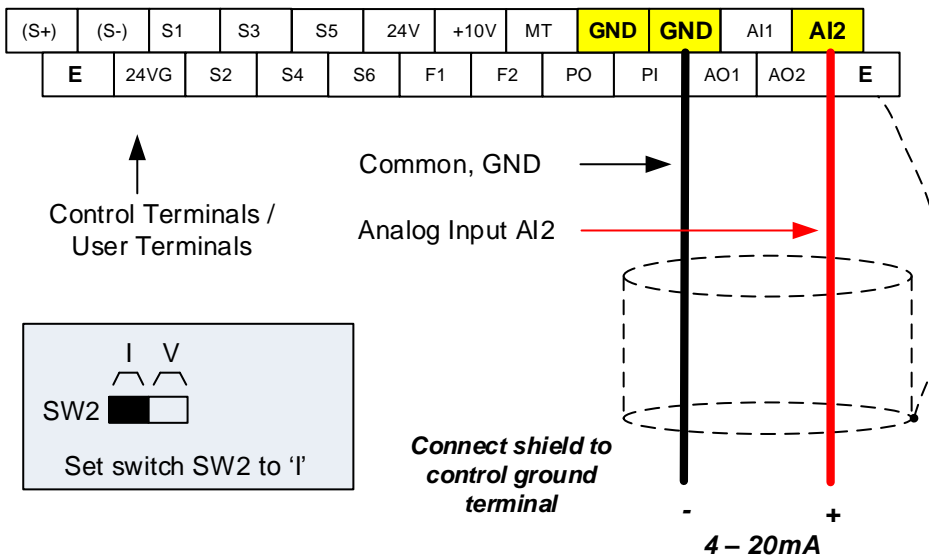 (S+) (S-) S1 S3 S5 24V +10V MT GND GND AI1 AI2
E 24VG S2 S4 S6 F1 F2 PO PI AO1 AO2 E
Common, GND
Control Terminals /
User Terminals
Analog Input AI2
I V
SW2
Set switch SW2 to 'I'
Connect shield to
control ground
terminal
- +
4 – 20mA